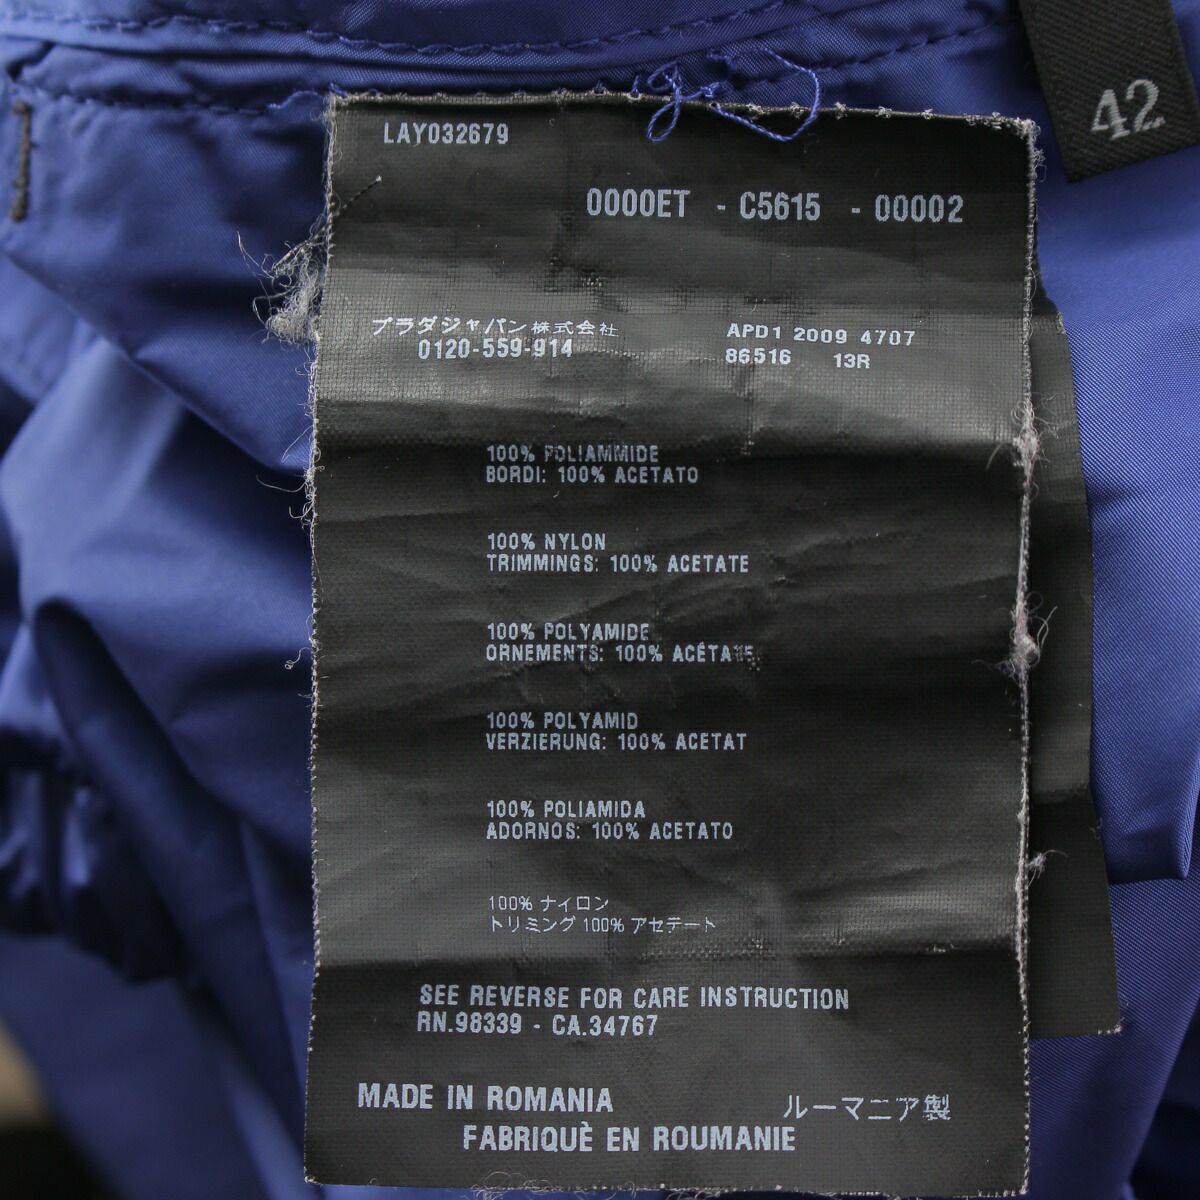 42
LAY032679
0000ET - C5615 - 00002
プラダジャパン株式会社
0120-559-914
APD1 2009 4707
86516 13R
100% POLIAMMIDE
BORDI: 100% ACETATO
100% NYLON
TRIMMINGS: 100% ACETATE
100% POLYAMIDE
ORNEMENTS: 100% ACÉTATE
100% POLYAMID
VERZIERUNG: 100% ACETAT
100% POLIAMIDA
ADORNOS: 100% ACETATO
100% ナイロン
トリミング 100% アセテート
SEE REVERSE FOR CARE INSTRUCTION
RN.98339 - CA.34767
MADE IN ROMANIA
ルーマニア製
FABRIQUÈ EN ROUMANIE